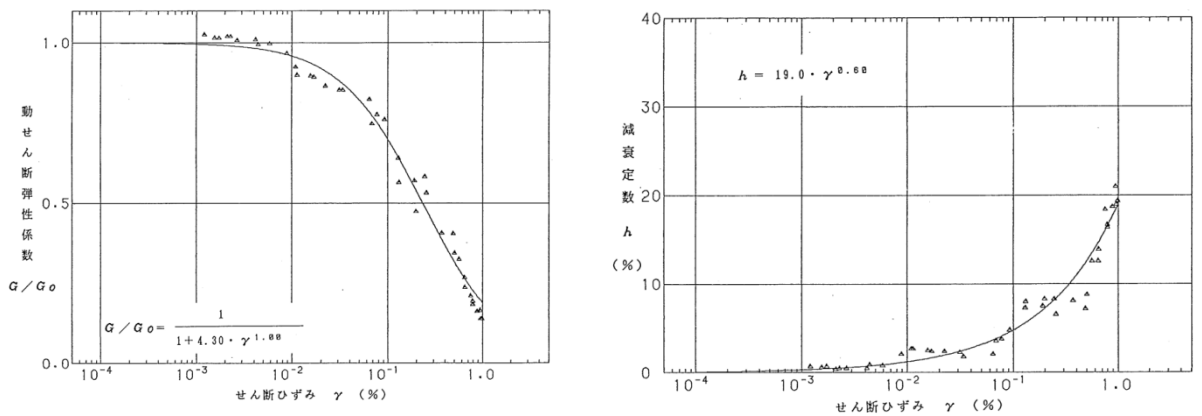 1.0
0.5
0.0
動せん断弾性係数
G/G₀
G/G₀= 1 / 1+4.30・γ^1.00
10⁻⁴ 10⁻³ 10⁻² 10⁻¹ 1.0
せん断ひずみ γ (%)
40
30
20
10
0
減衰定数 h (%)
h = 19.0・γ^0.60
10⁻⁴ 10⁻³ 10⁻² 10⁻¹ 1.0
せん断ひずみ γ (%)